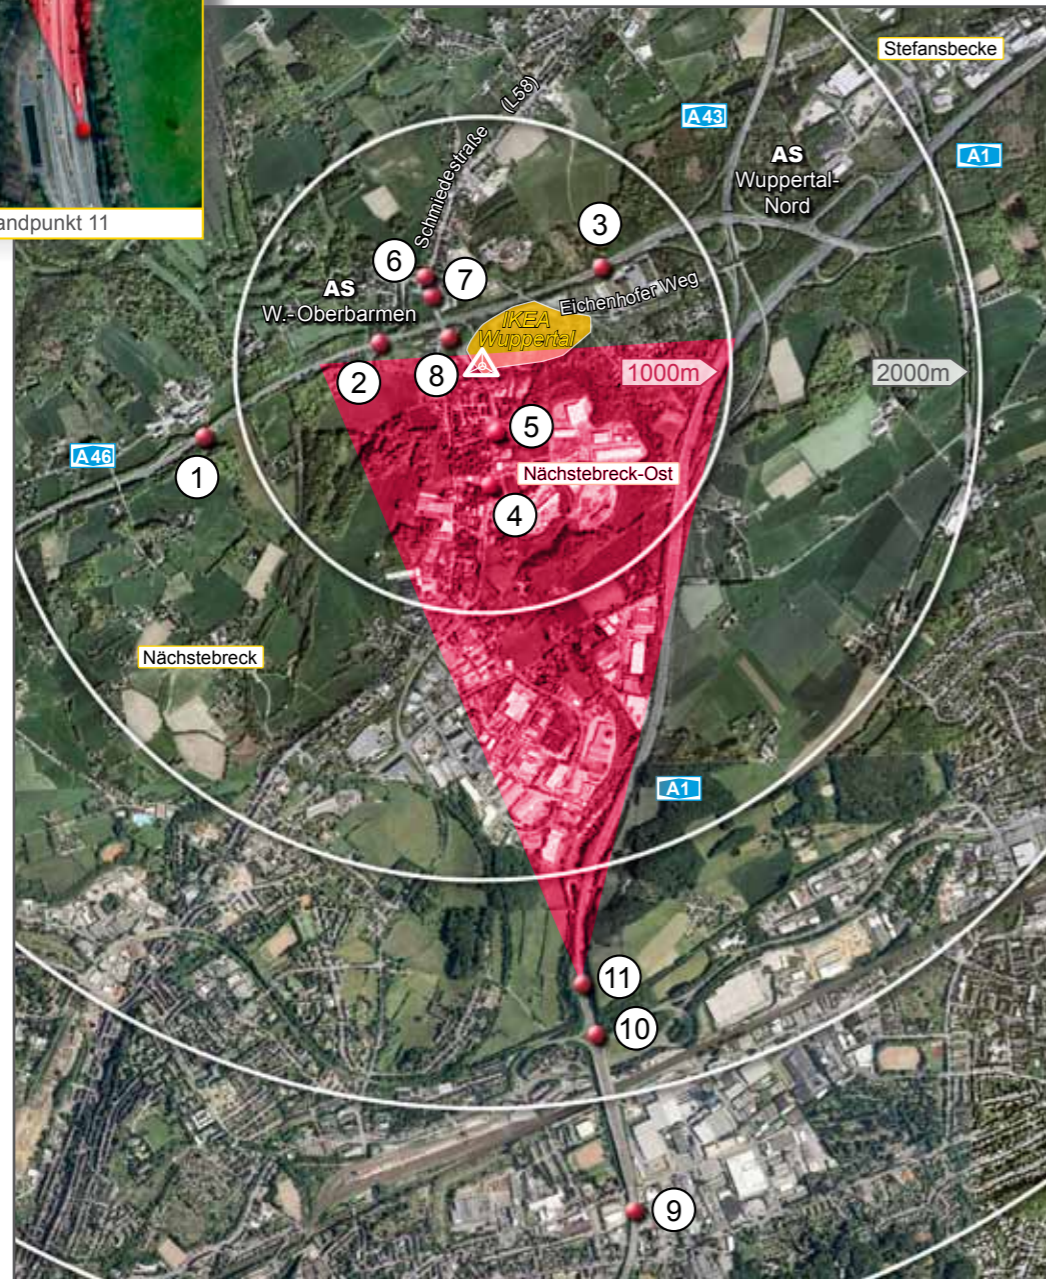 Stefansbecke
(L58)
A43
Schmiedestraße
AS
Wuppertal-
Nord
A1
andpunkt 11
3
6
7
AS
W.-Oberbarmen
Eichenhofer Weg
IKEA
Wuppertal
2
8
1000m
2000m
5
A46
1
Nächstebreck-Ost
4
Nächstebreck
A1
11
10
9